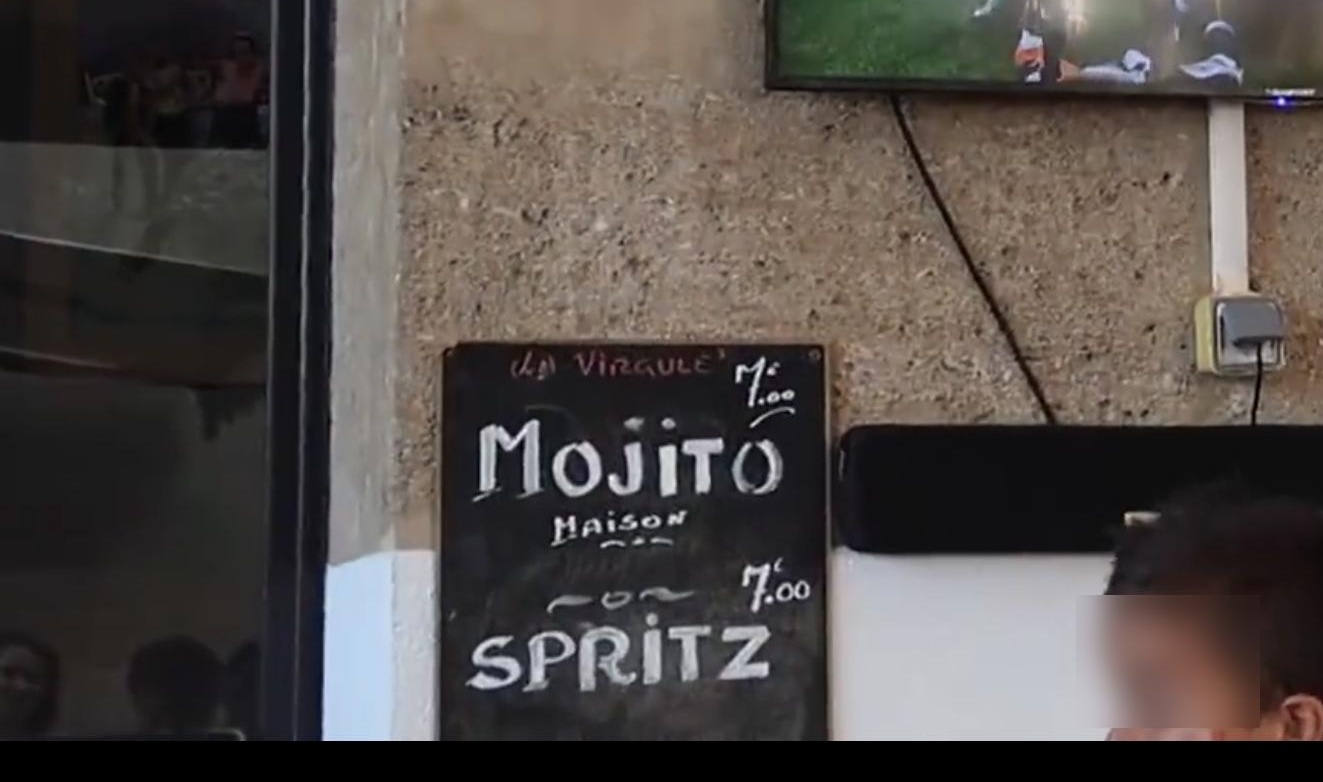 La Virgule
7€.00
MOJiTO
MAiSON
7€.00
SPRiTZ